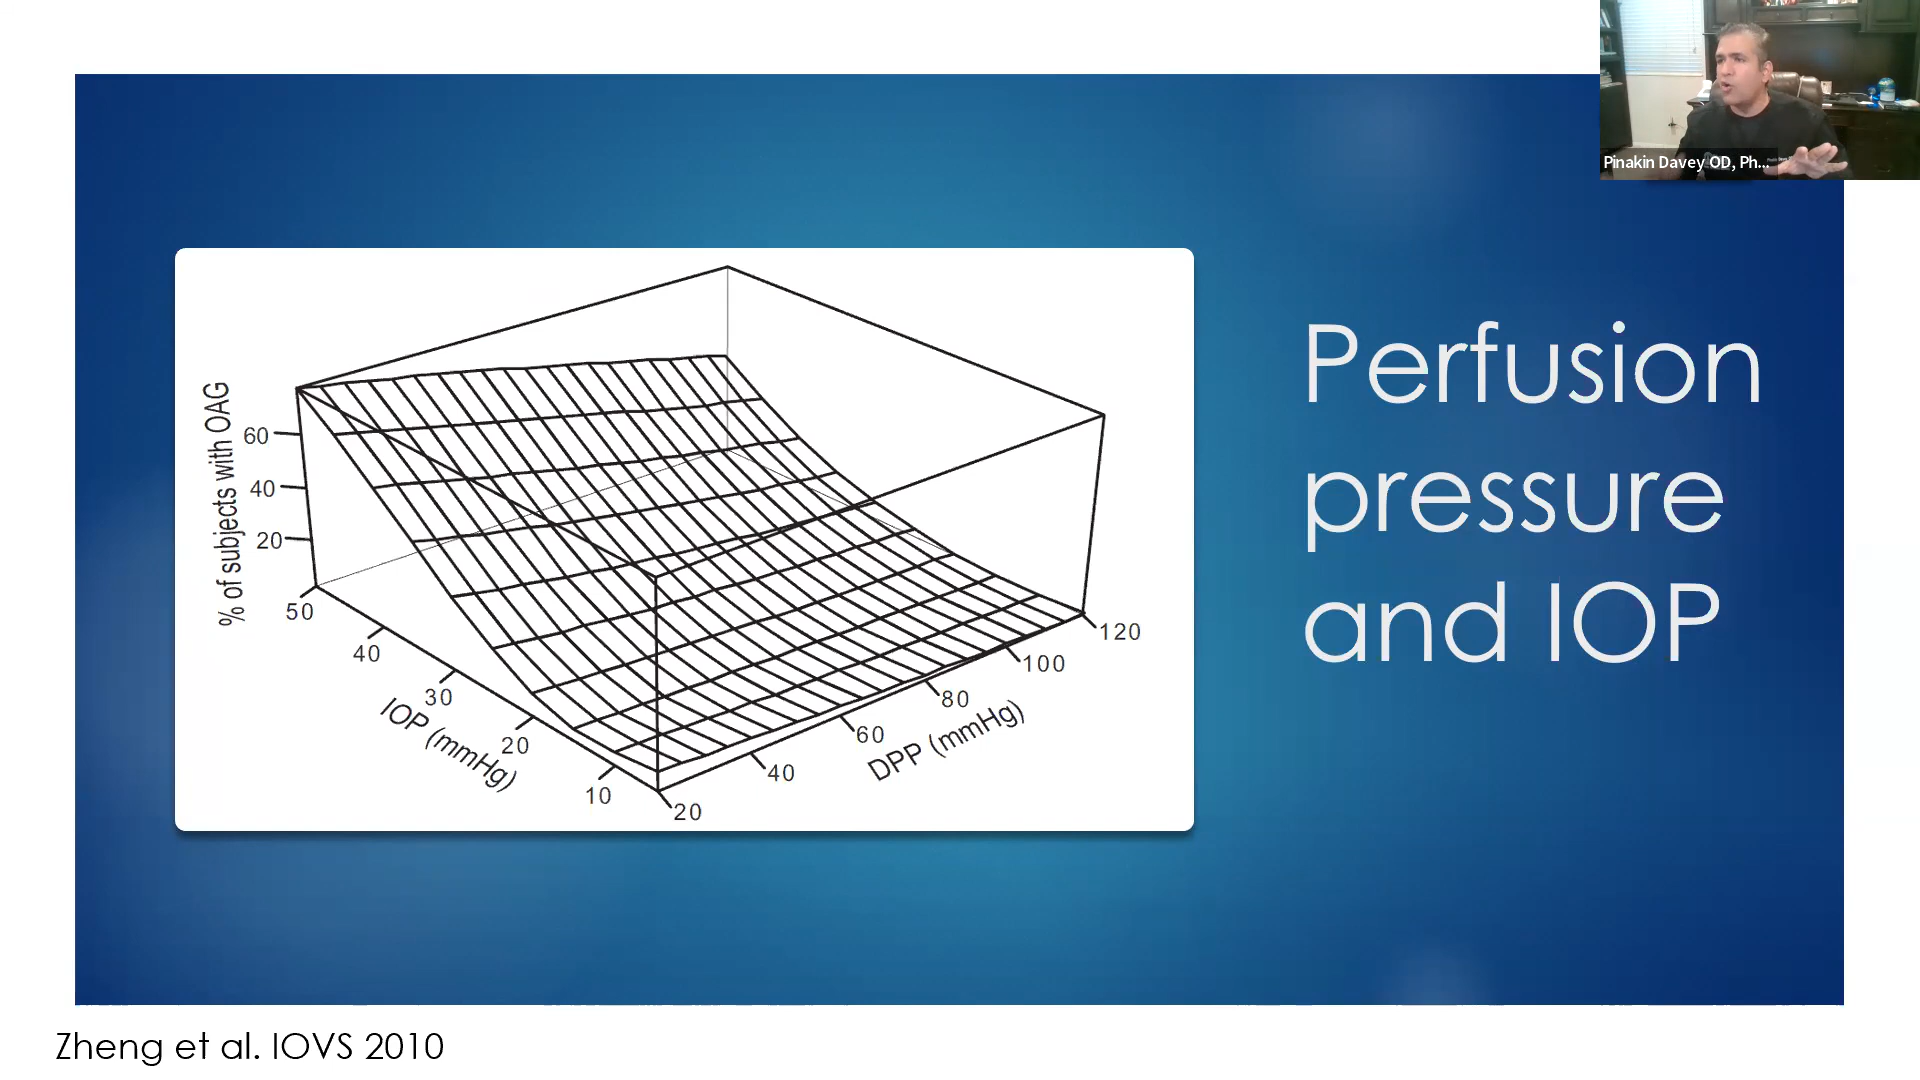 Pinakin Davey OD, Ph...
Perfusion
pressure
and IOP
% of subjects with OAG
60
40
20
50
40
30
20
10
IOP (mmHg)
20
40
60
80
100
120
DPP (mmHg)
Zheng et al. IOVS 2010